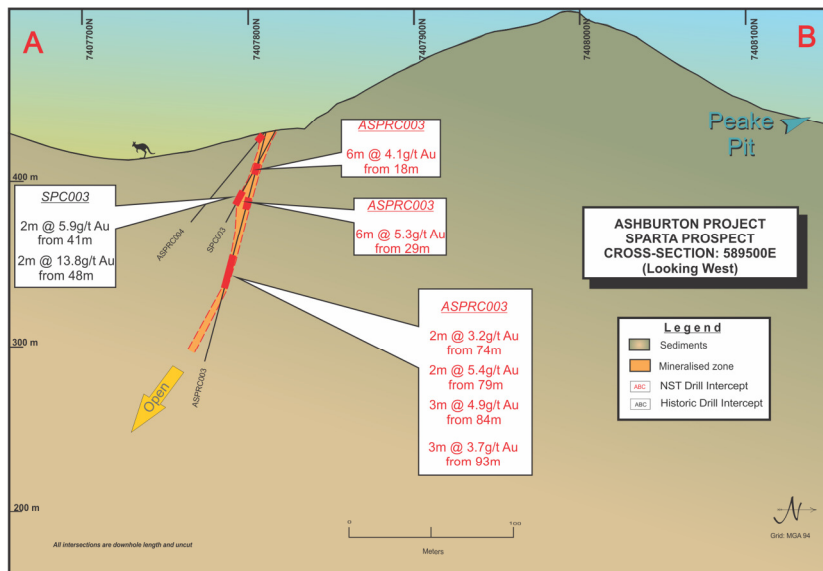 7407700N
7407800N
7407900N
7408000N
7408100N
A
B
Peake
Pit
ASPRC003
6m @ 4.1g/t Au
from 18m
400 m
SPC003
2m @ 5.9g/t Au
from 41m
2m @ 13.8g/t Au
from 48m
ASPRC004
SPC003
ASPRC003
6m @ 5.3g/t Au
from 29m
ASHBURTON PROJECT
SPARTA PROSPECT
CROSS-SECTION: 589500E
(Looking West)
ASPRC003
2m @ 3.2g/t Au
from 74m
2m @ 5.4g/t Au
from 79m
3m @ 4.9g/t Au
from 84m
3m @ 3.7g/t Au
from 93m
Legend
Sediments
Mineralised zone
ABC NST Drill Intercept
ABC Historic Drill Intercept
300 m
ASPRC003
Open
200 m
0 100
Meters
N
Grid: MGA 94
All intersections are downhole length and uncut